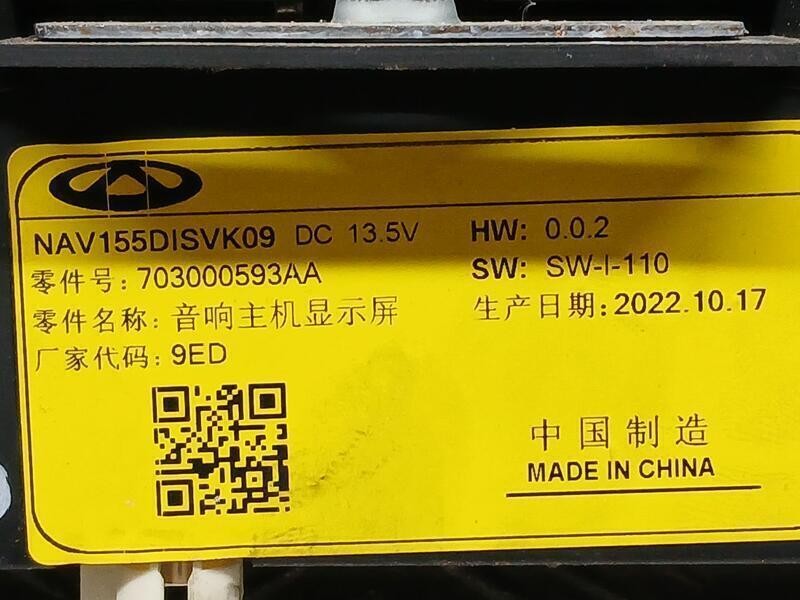 NAV155DISVK09 DC 13.5V
HW: 0.0.2
零件号: 703000593AA
SW: SW-I-110
零件名称: 音响主机显示屏
生产日期: 2022.10.17
厂家代码: 9ED
中国制造
MADE IN CHINA